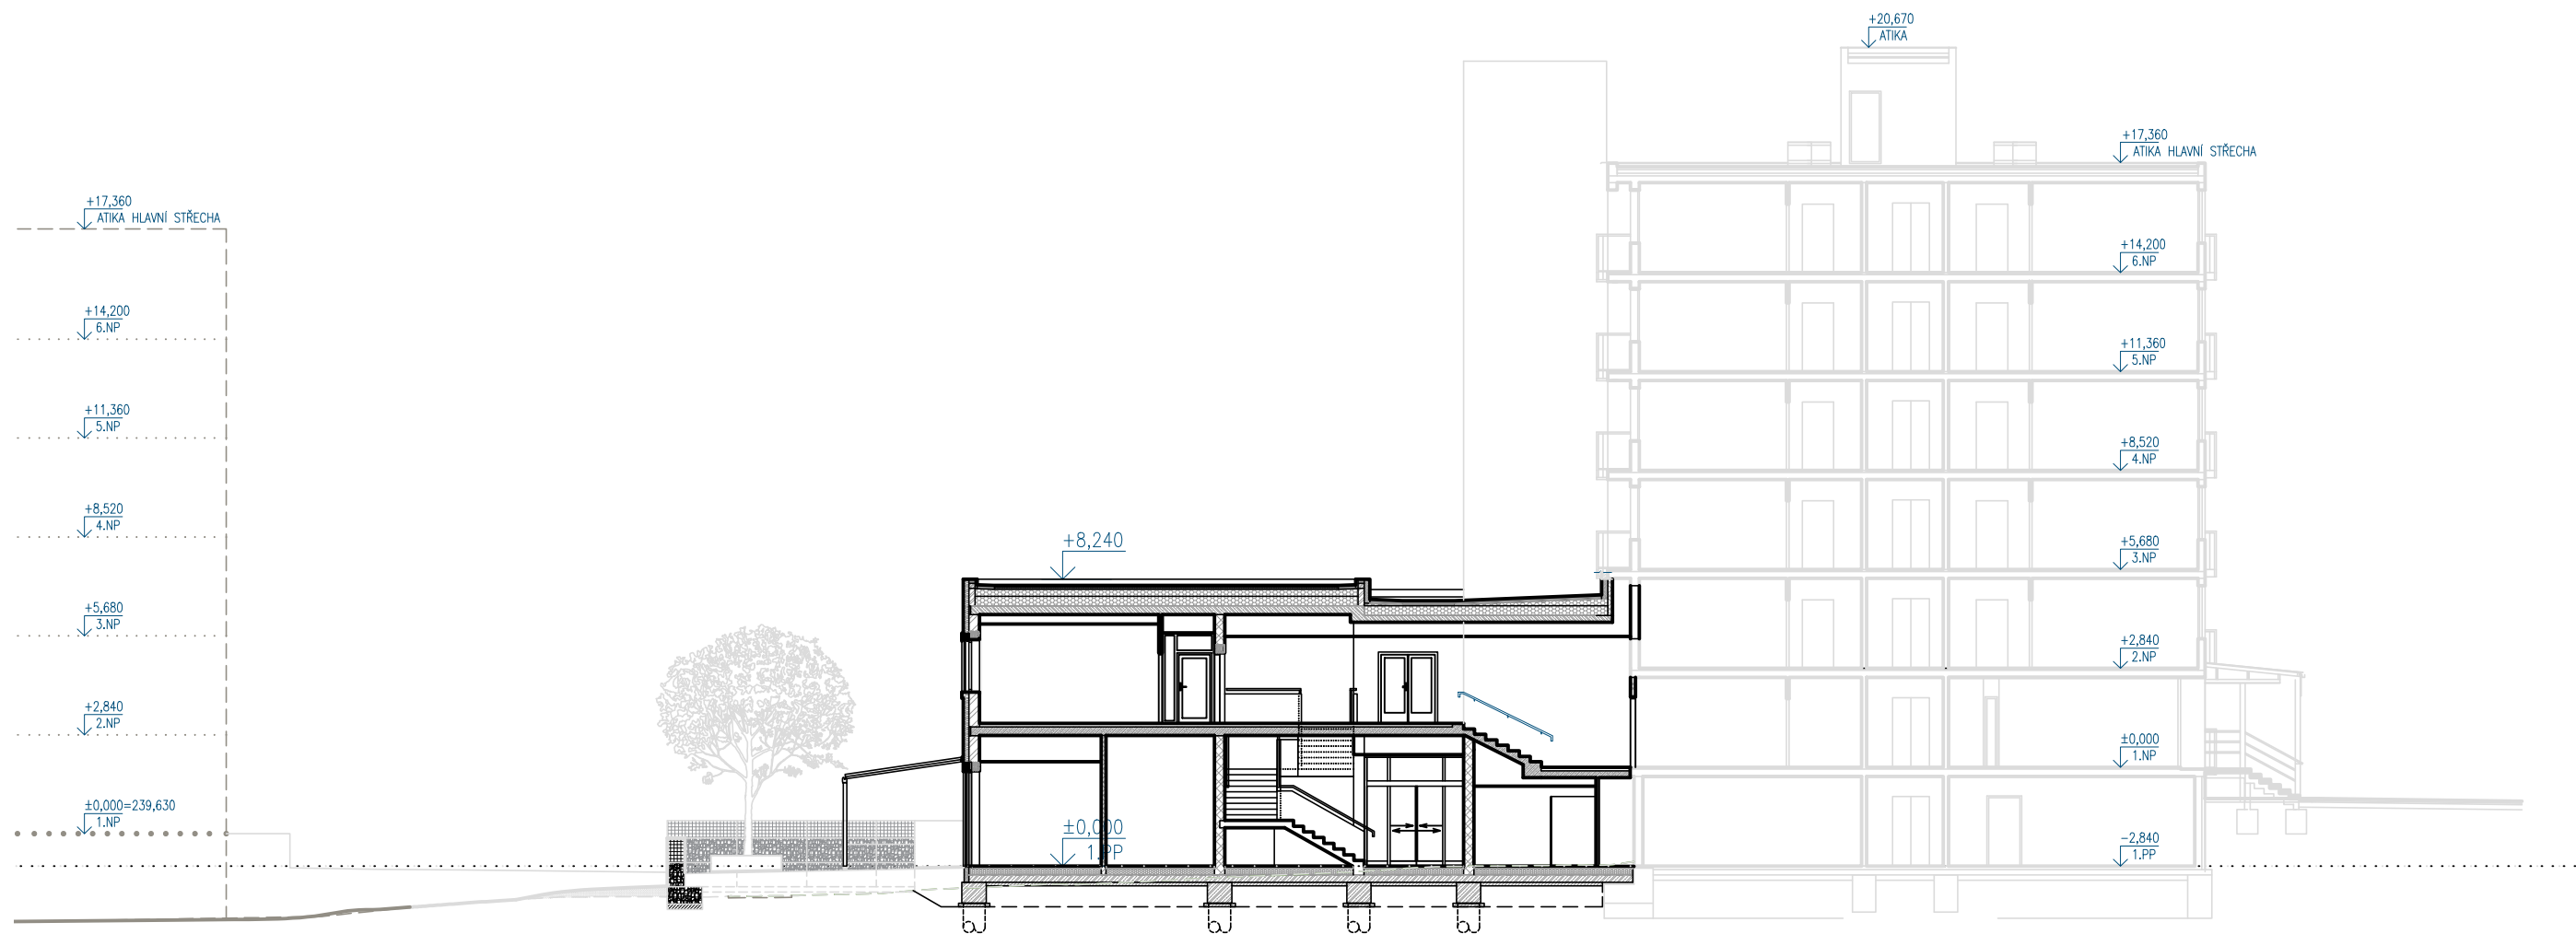 +20,670
ATIKA
+17,360
ATIKA HLAVNÍ STŘECHA
+17,360
ATIKA HLAVNÍ STŘECHA
+14,200
6.NP
+14,200
6.NP
+11,360
5.NP
+11,360
5.NP
+8,520
4.NP
+8,520
4.NP
+8,240
+5,680
3.NP
+5,680
3.NP
+2,840
2.NP
+2,840
2.NP
±0,000
1.NP
±0,000=239,630
1.NP
±0,000
1.PP
-2,840
1.PP